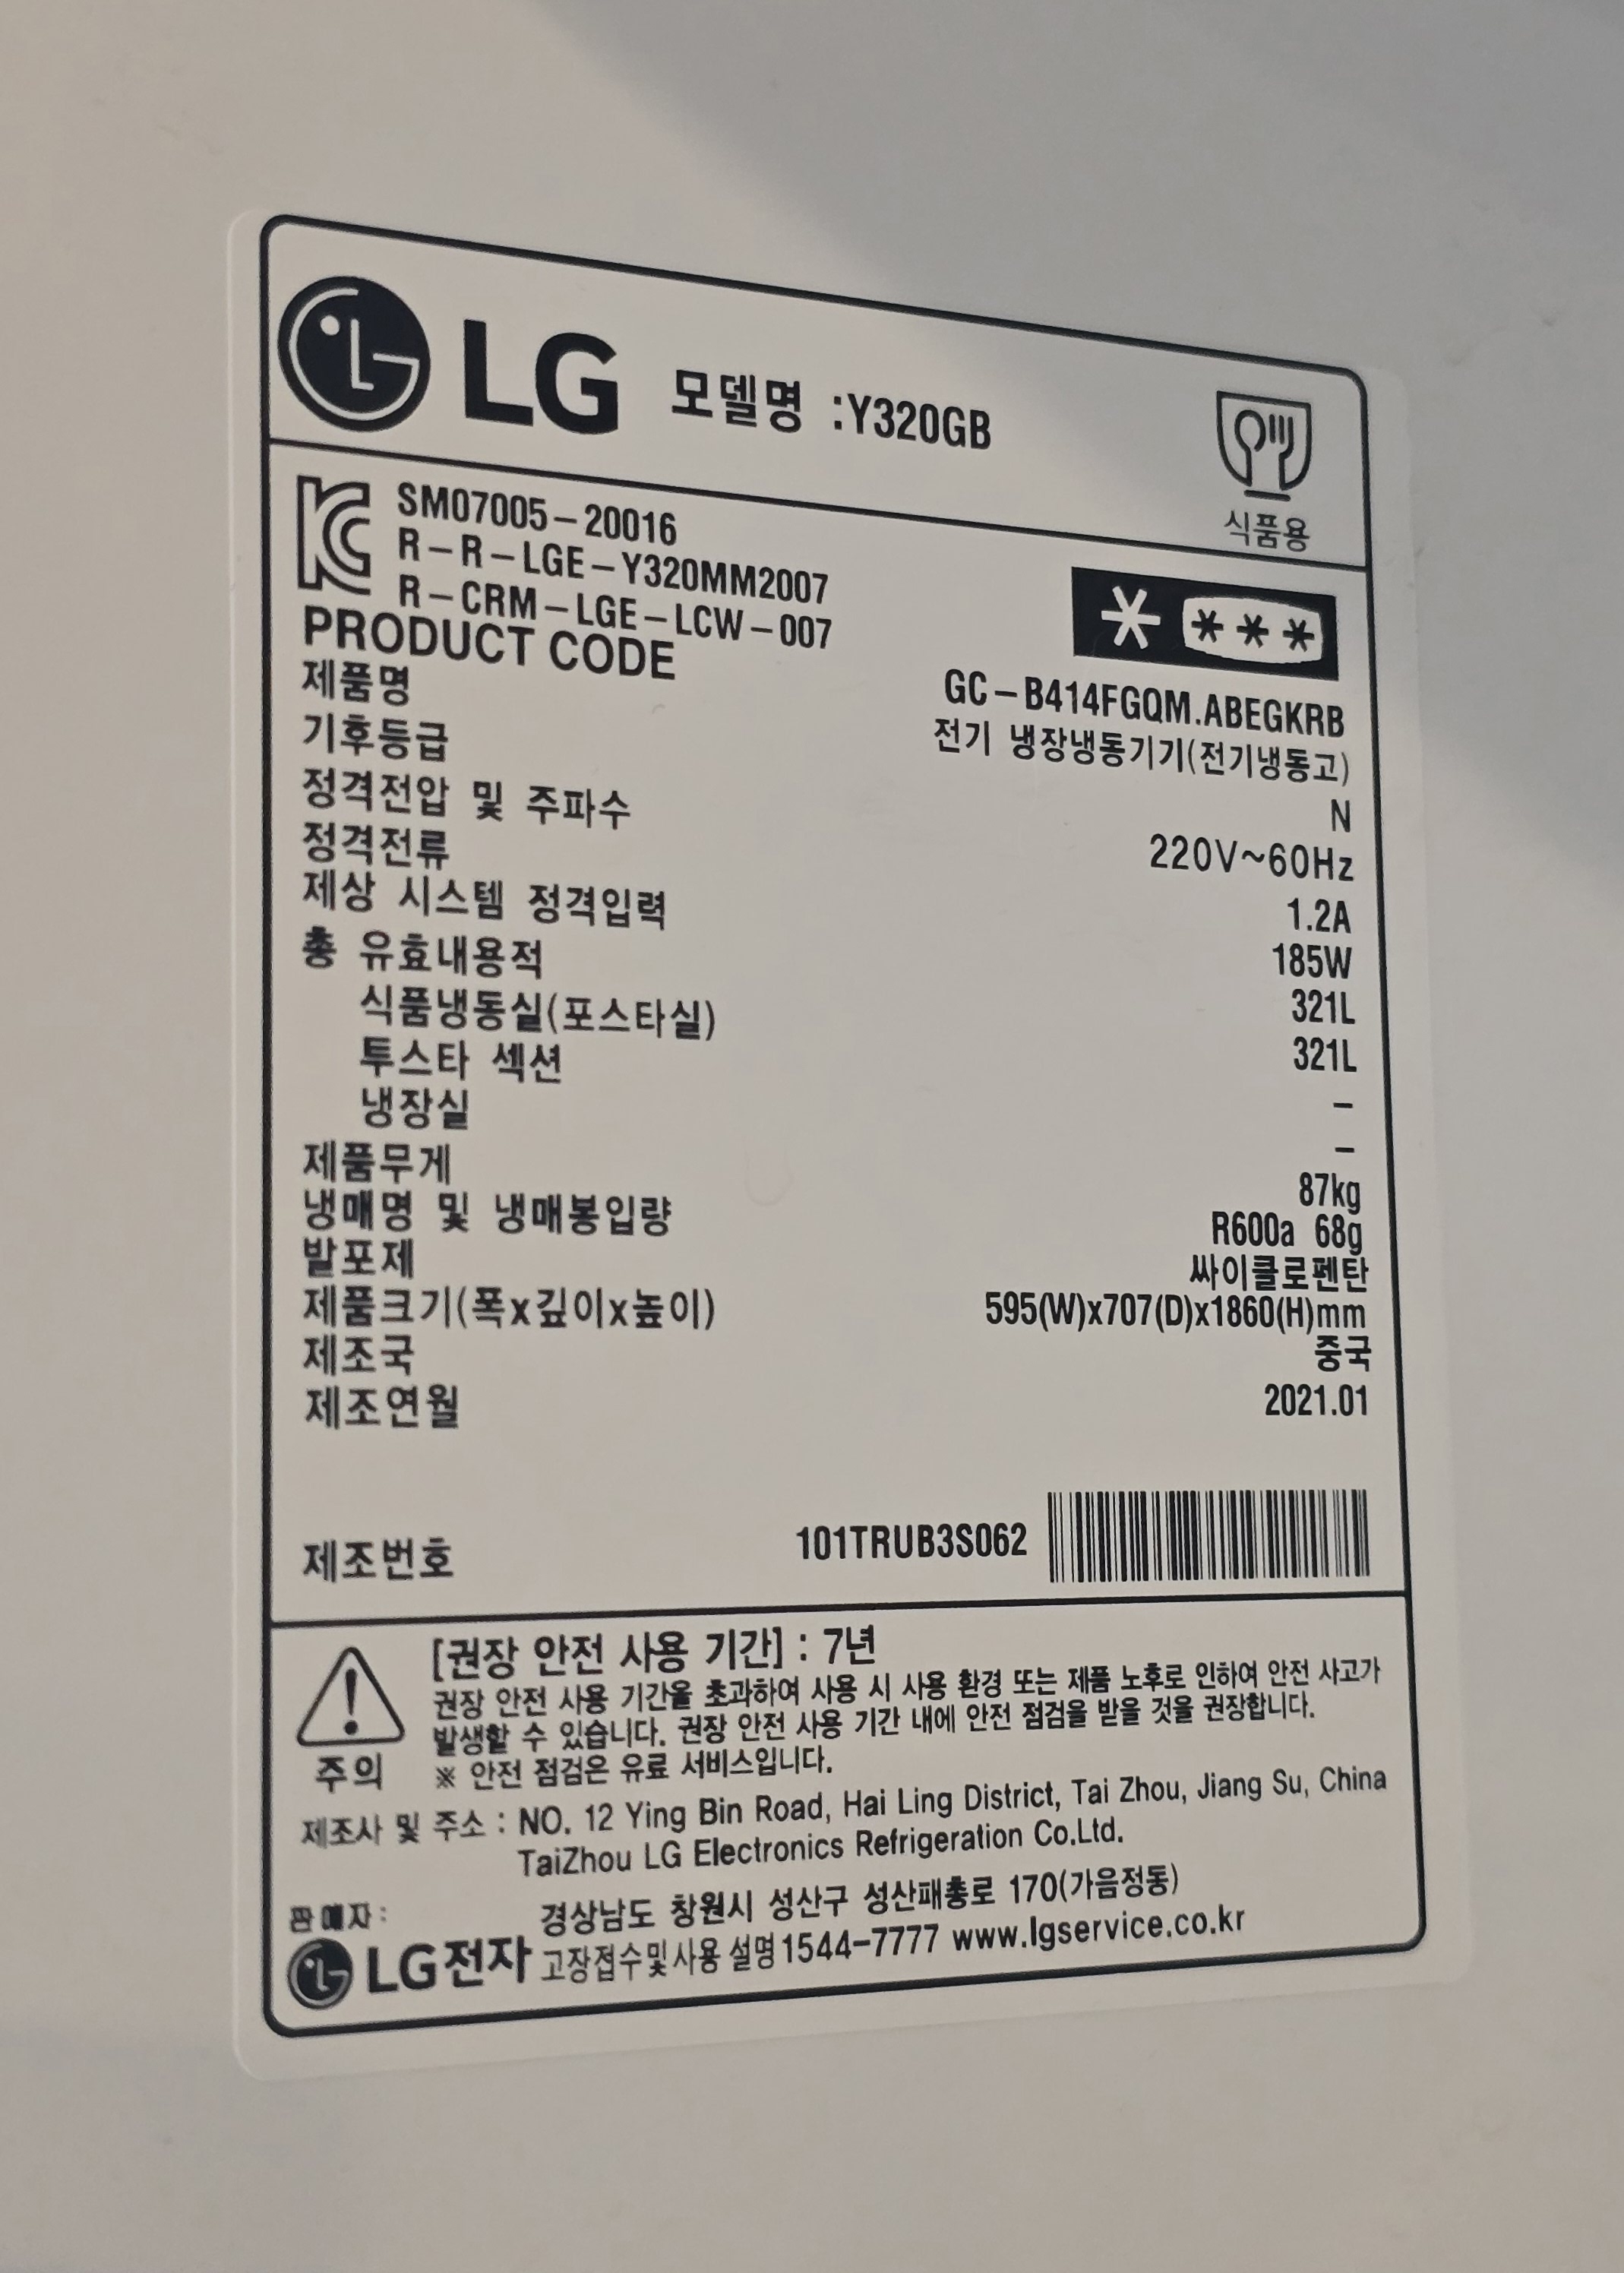 LG 모델명 :Y320GB
식품용
SM07005-20016
R-R-LGE-Y320MM2007
R-CRM-LGE-LCW-007
PRODUCT CODE GC-B414FGQM.ABEGKRB
제품명 전기 냉장냉동기기(전기냉동고)
기후등급 N
정격전압 및 주파수 220V~60Hz
정격전류 1.2A
제상 시스템 정격입력 185W
총 유효내용적 321L
식품냉동실(포스타실) 321L
투스타 섹션 -
냉장실 -
제품무게 87kg
냉매명 및 냉매봉입량 R600a 68g
발포제 싸이클로펜탄
제품크기(폭x깊이x높이) 595(W)x707(D)x1860(H)mm
제조국 중국
제조연월 2021.01
제조번호 101TRUB3S062
[권장 안전 사용 기간] : 7년
권장 안전 사용 기간을 초과하여 사용 시 사용 환경 또는 제품 노후로 인하여 안전 사고가
발생할 수 있습니다. 권장 안전 사용 기간 내에 안전 점검을 받을 것을 권장합니다.
주의 ※ 안전 점검은 유료 서비스입니다.
제조사 및 주소 : NO. 12 Ying Bin Road, Hai Ling District, Tai Zhou, Jiang Su, China
TaiZhou LG Electronics Refrigeration Co.Ltd.
판매자: 경상남도 창원시 성산구 성산패총로 170(가음정동)
LG전자 고장접수및사용 설명 1544-7777 www.lgservice.co.kr